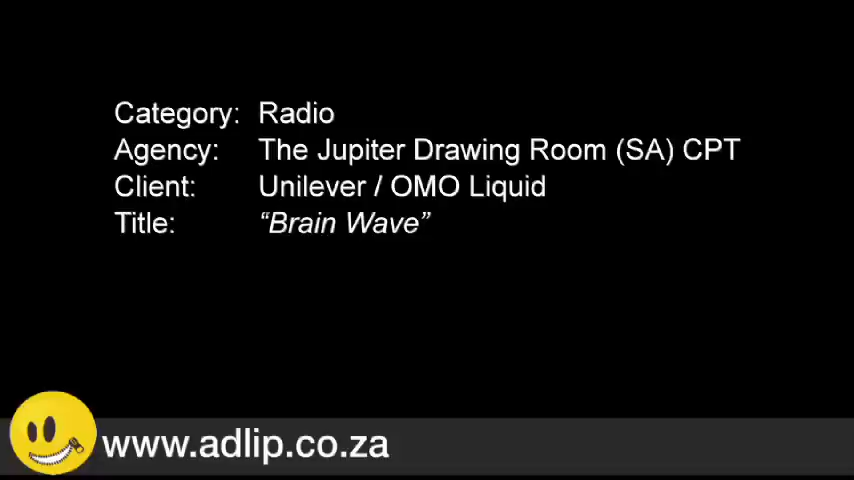 Category: Radio
Agency: The Jupiter Drawing Room (SA) CPT
Client: Unilever / OMO Liquid
Title: “Brain Wave”
www.adlip.co.za